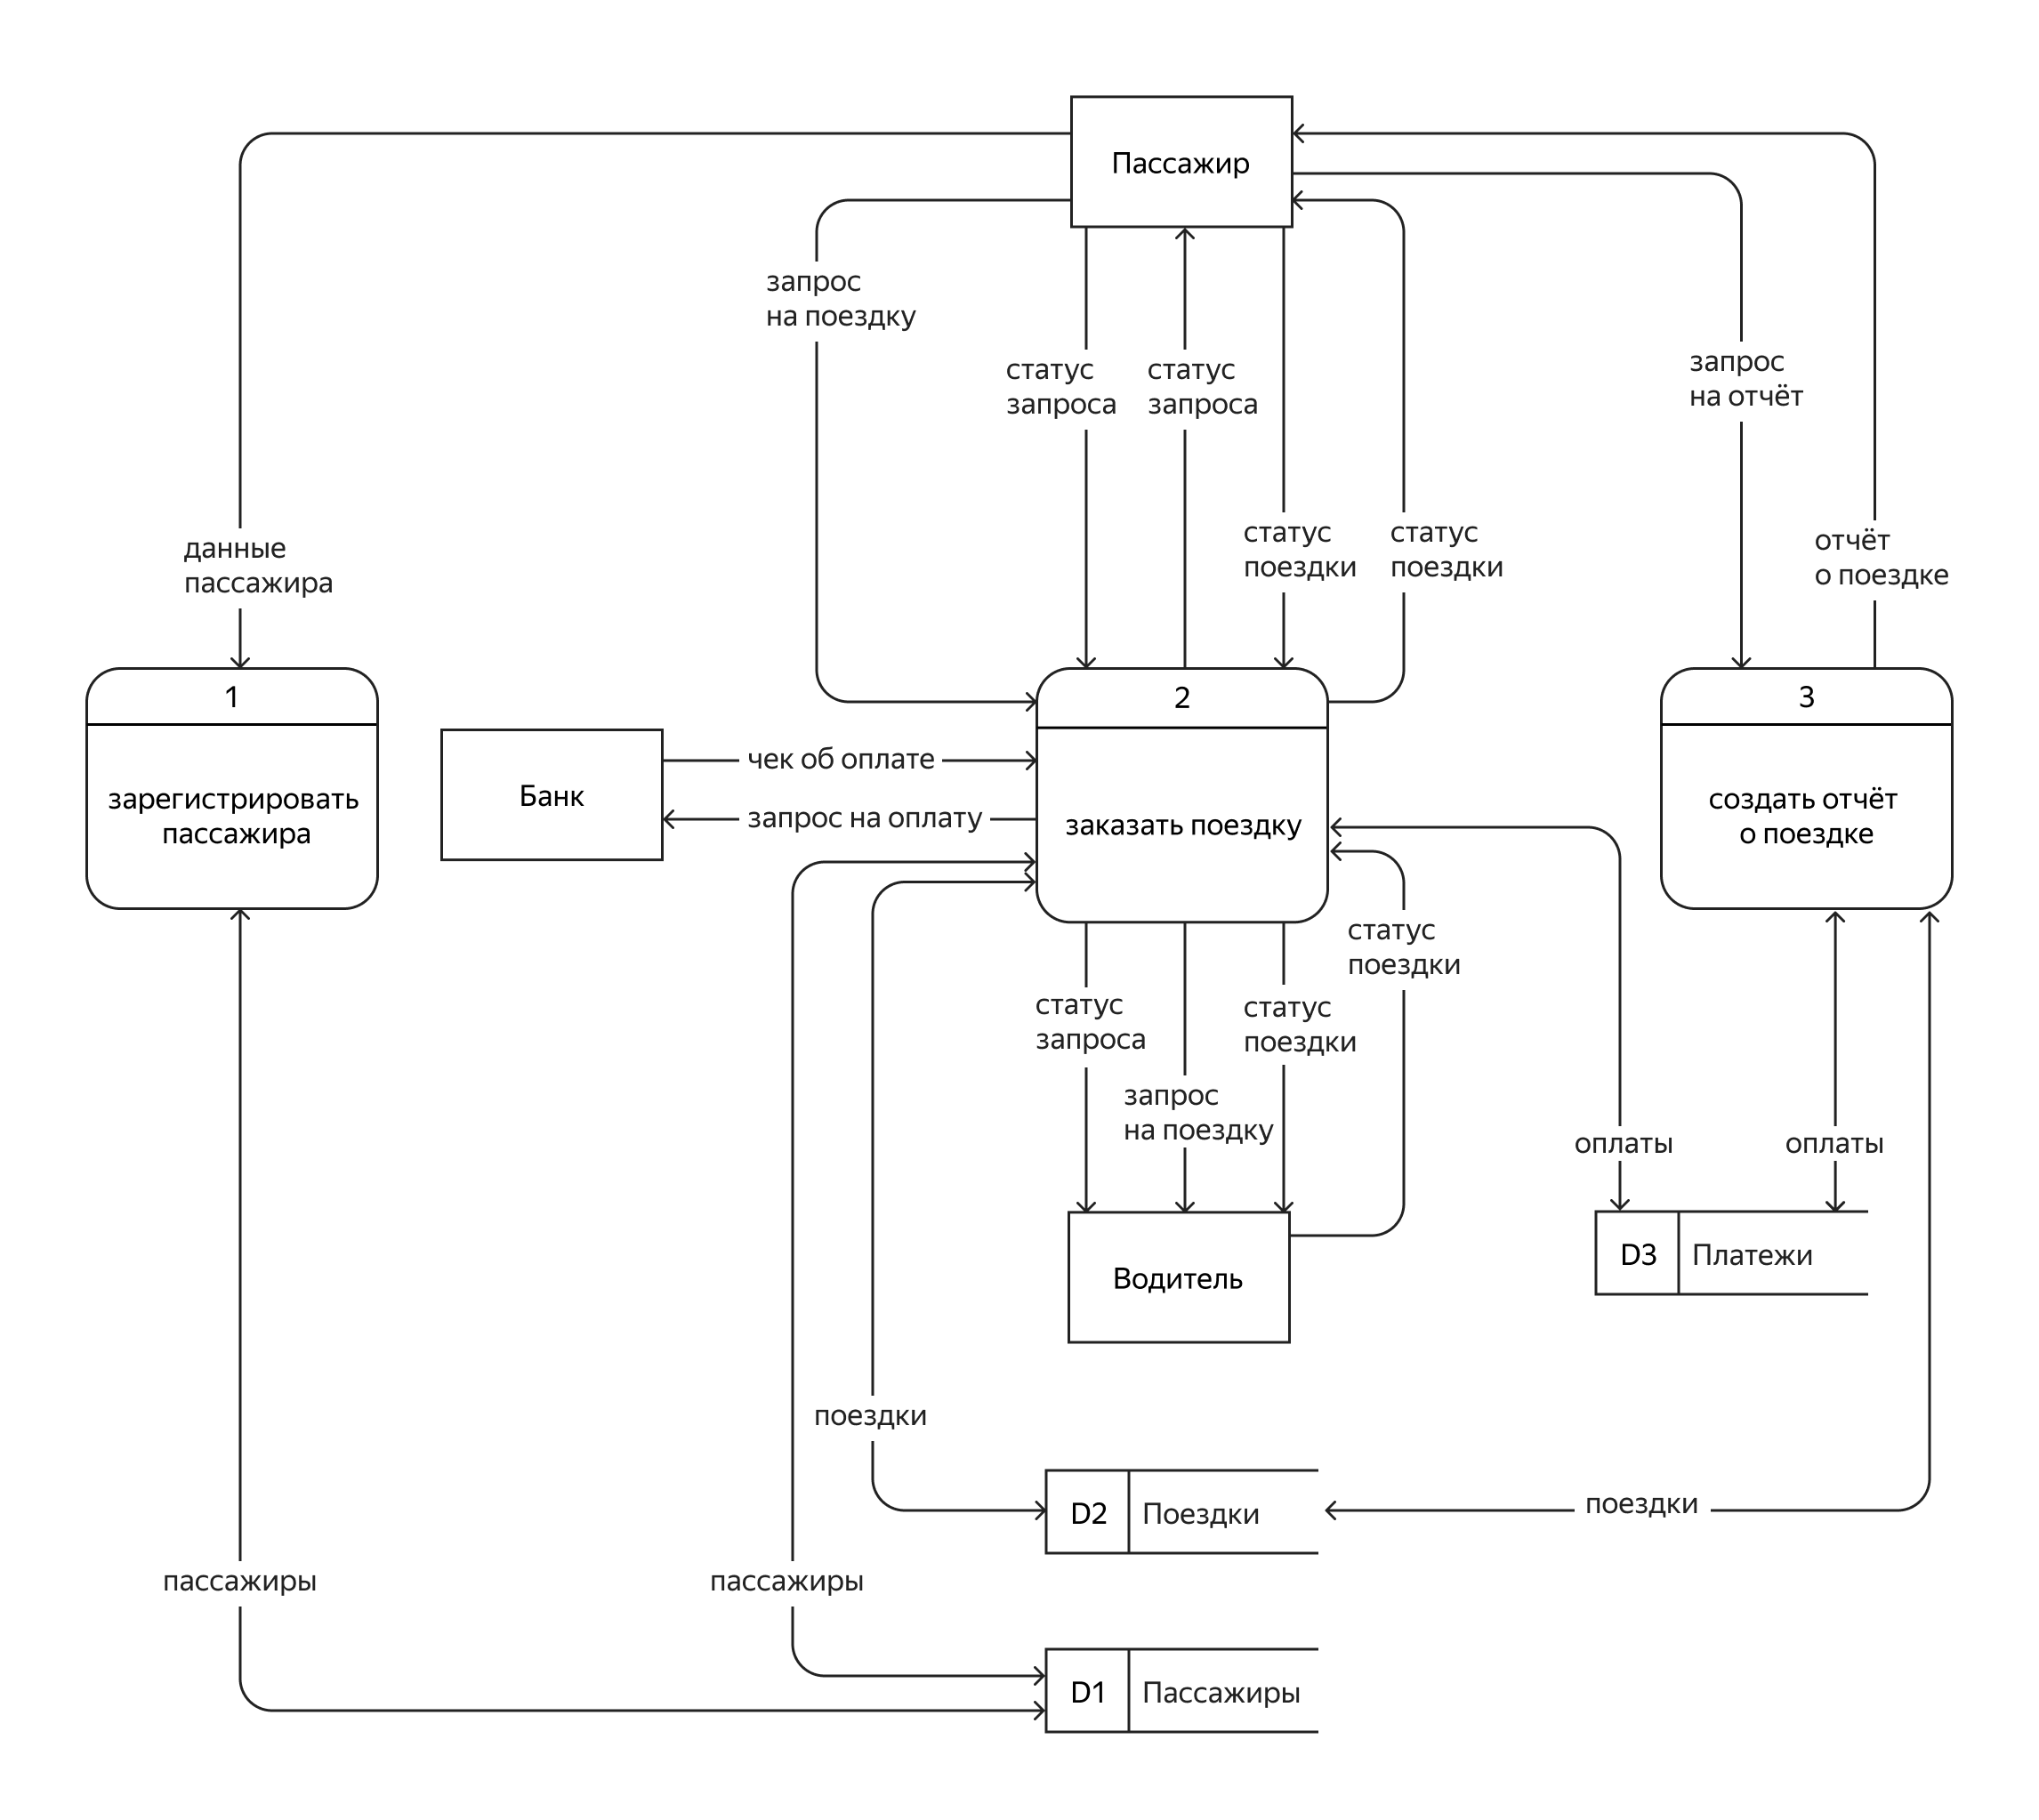 Пассажир
запрос
на поездку
статус
запроса
статус
запроса
запрос
на отчёт
данные
пассажира
статус
поездки
статус
поездки
отчёт
о поездке
1
зарегистрировать
пассажира
Банк
чек об оплате
запрос на оплату
2
заказать поездку
3
создать отчёт
о поездке
статус
поездки
статус
запроса
статус
поездки
запрос
на поездку
оплаты
оплаты
Водитель
D3
Платежи
поездки
D2
Поездки
поездки
пассажиры
пассажиры
D1
Пассажиры